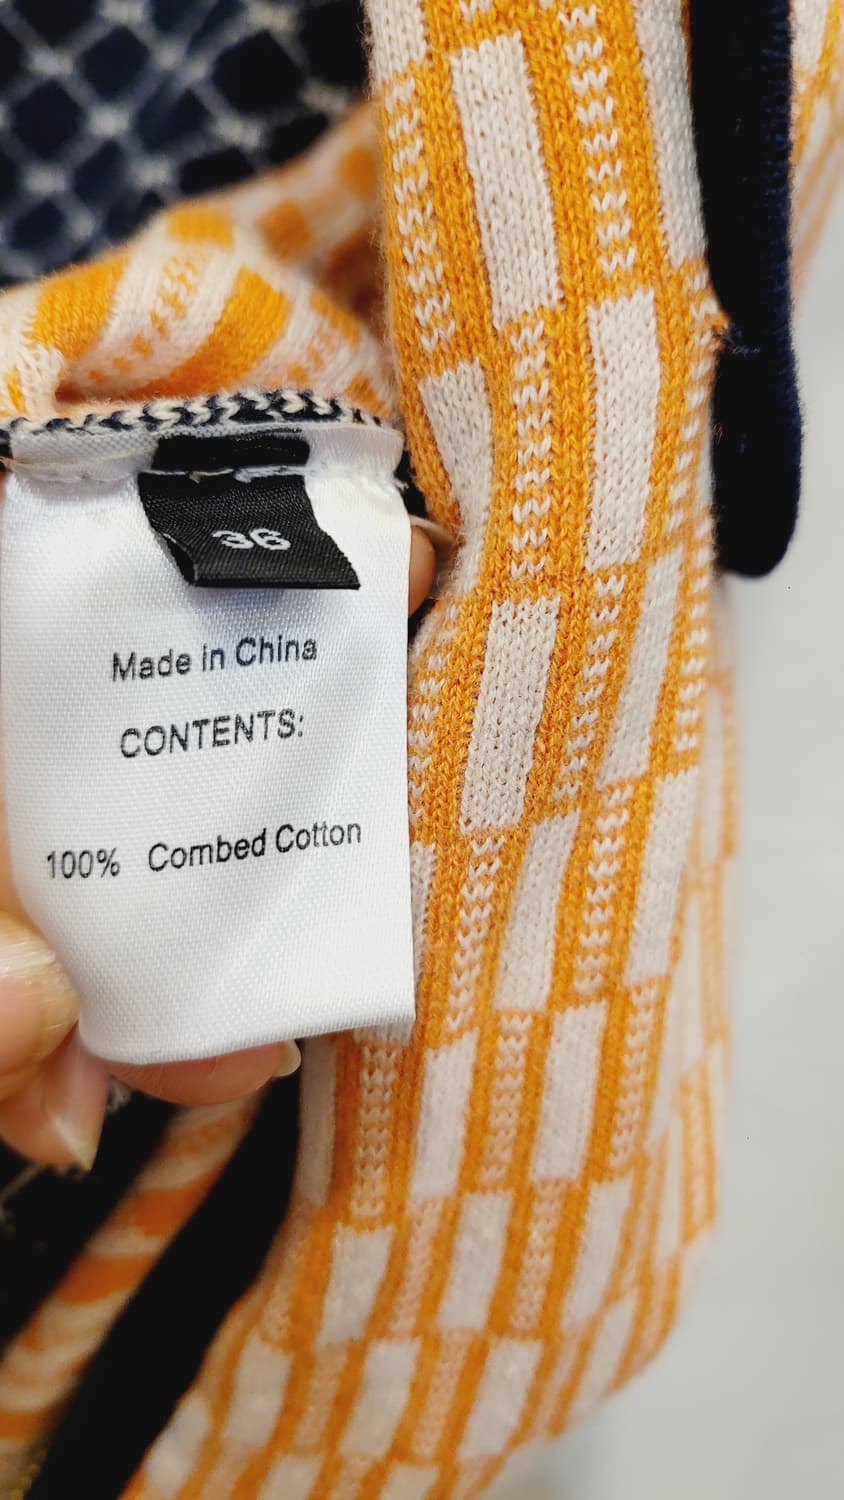 36
Made in China
CONTENTS:
100% Combed Cotton